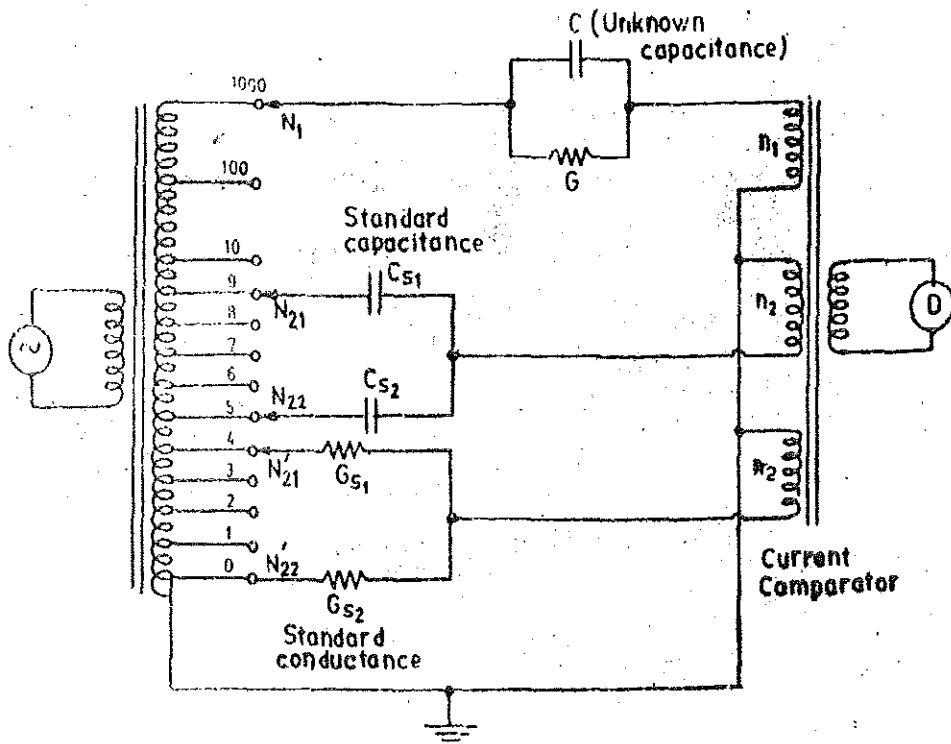 C (Unknown
capacitance)
1000
N1
n1
100
G
Standard
capacitance
10
Cs1
9
N21
8
n2
D
7
6
N22
Cs2
5
4
N'21
Gs1
n2
3
2
1
N'22
0
Gs2
Current
Comparator
Standard
conductance